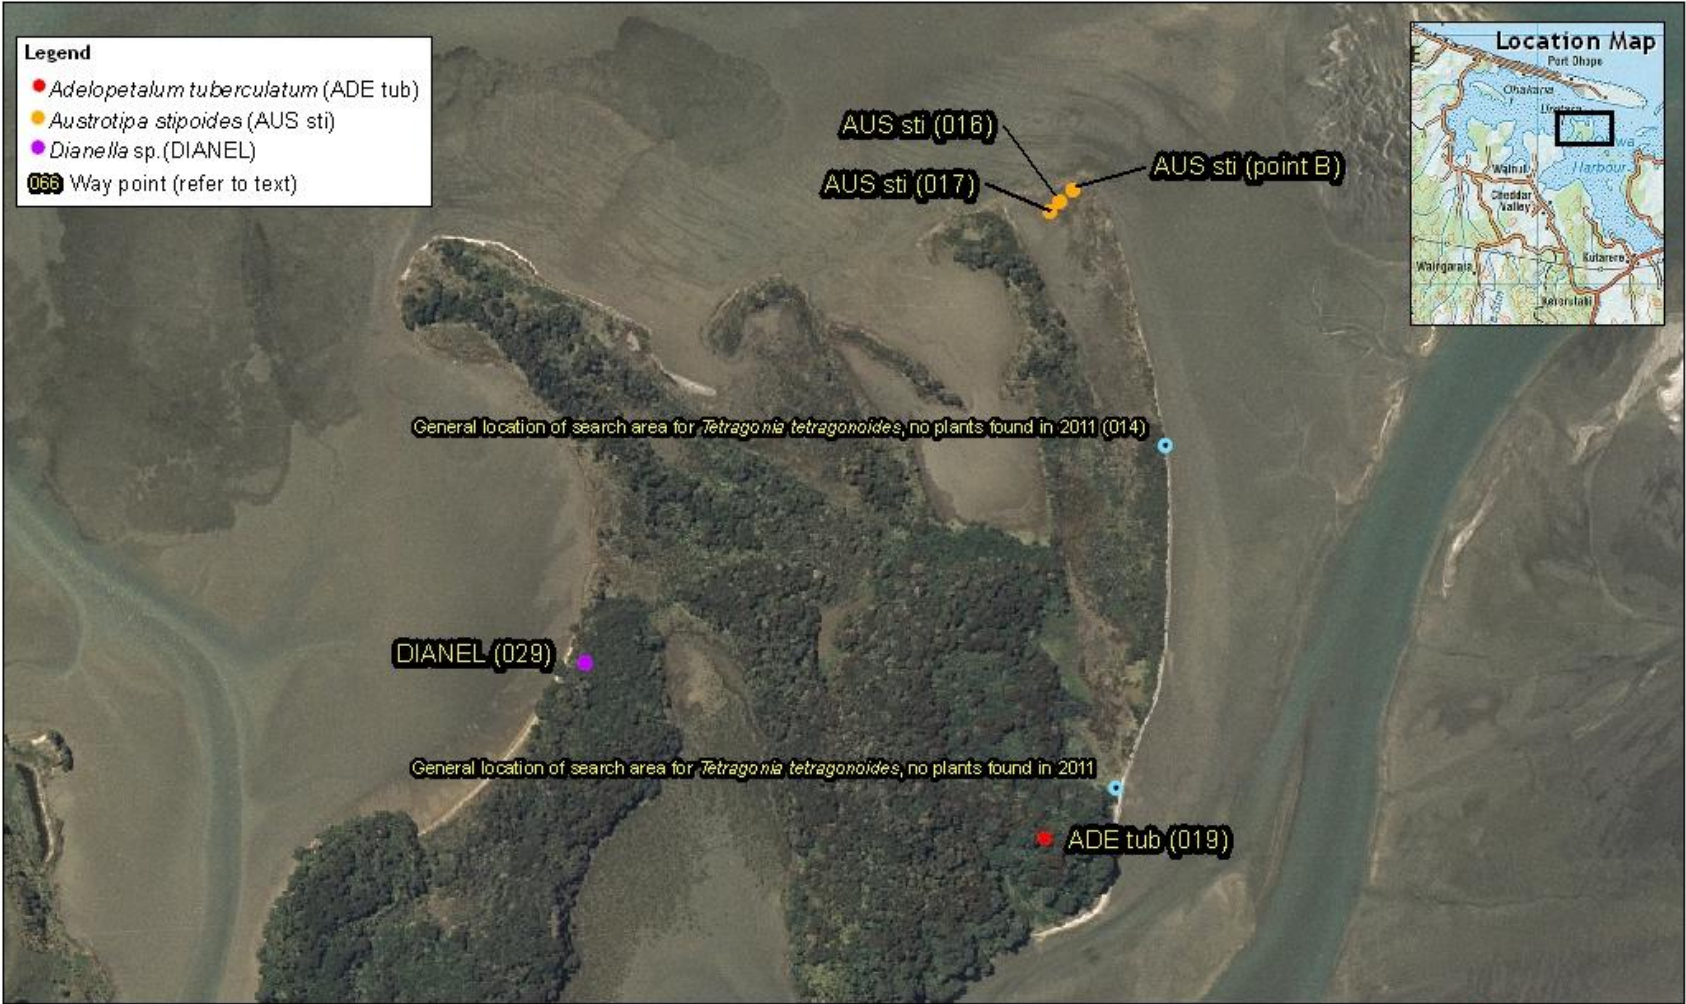 Legend
Adelopetalum tuberculatum (ADE tub)
Austrotipa stipoides (AUS sti)
Dianella sp.(DIANEL)
066 Way point (refer to text)
Location Map
Port Ohope
Ohakana
Harbour
Cheddar
Valley
Kutarere
AUS sti (016)
AUS sti (point B)
AUS sti (017)
General location of search area for Tetragonia tetragonoides, no plants found in 2011 (014)
DIANEL (029)
General location of search area for Tetragonia tetragonoides, no plants found in 2011
ADE tub (019)